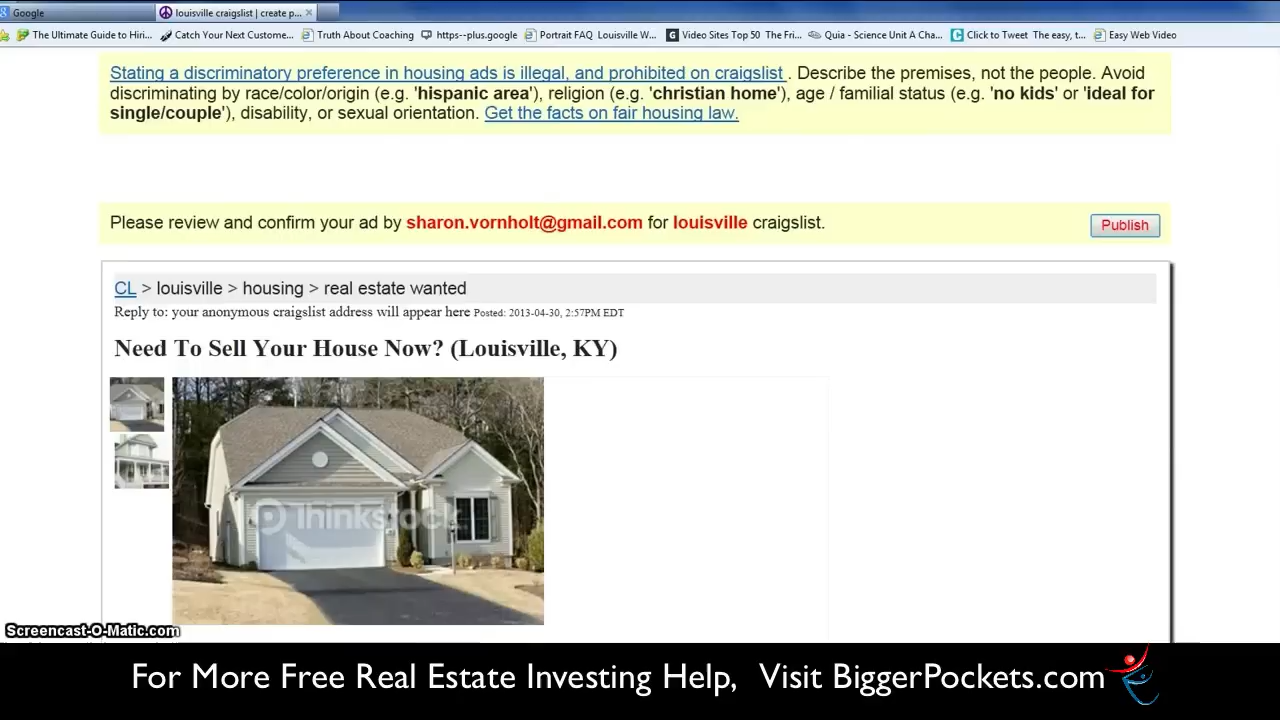 Google
louisville craigslist | create p... ×
The Ultimate Guide to Hiri... Catch Your Next Custome... Truth About Coaching https--plus.google Portrait FAQ Louisville W... Video Sites Top 50 The Fri... Quia - Science Unit A Cha... Click to Tweet The easy, t... Easy Web Video
Stating a discriminatory preference in housing ads is illegal, and prohibited on craigslist . Describe the premises, not the people. Avoid
discriminating by race/color/origin (e.g. 'hispanic area'), religion (e.g. 'christian home'), age / familial status (e.g. 'no kids' or 'ideal for
single/couple'), disability, or sexual orientation. Get the facts on fair housing law.
Please review and confirm your ad by sharon.vornholt@gmail.com for louisville craigslist.
Publish
CL > louisville > housing > real estate wanted
Reply to: your anonymous craigslist address will appear here Posted: 2013-04-30, 2:57PM EDT
Need To Sell Your House Now? (Louisville, KY)
Thinkstock
Screencast-O-Matic.com
For More Free Real Estate Investing Help, Visit BiggerPockets.com